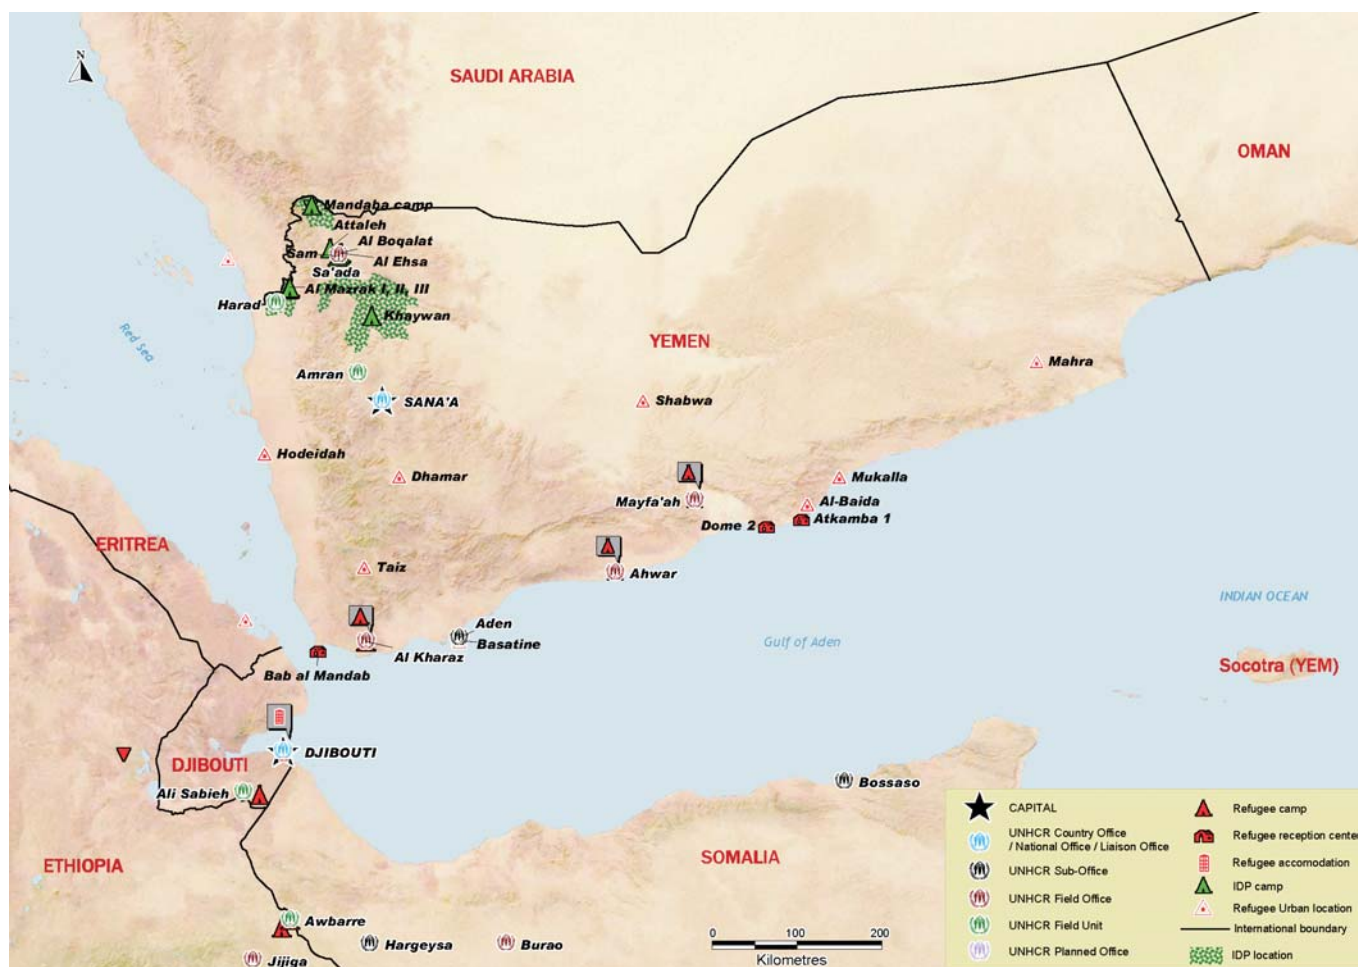 N
SAUDI ARABIA
OMAN
Mandaba camp
Attaleh
Al Boqalat
Sam
Al Ehsa
Sa'ada
Al Mazrak I, II, III
Harad
Khaywan
Red Sea
YEMEN
Mahra
Amran
SANA'A
Shabwa
Hodeidah
Dhamar
Mukalla
Mayfa'ah
Al-Baida
Dome 2
Atkamba 1
ERITREA
Taiz
Ahwar
INDIAN OCEAN
Aden
Basatine
Gulf of Aden
Al Kharaz
Socotra (YEM)
Bab al Mandab
DJIBOUTI
DJIBOUTI
Ali Sabieh
Bossaso
ETHIOPIA
SOMALIA
Awbarre
Hargeysa
Burao
Jijiga
0 50 100 200
Kilometres
CAPITAL
UNHCR Country Office
/ National Office / Liaison Office
UNHCR Sub-Office
UNHCR Field Office
UNHCR Field Unit
UNHCR Planned Office
Refugee camp
Refugee reception center
Refugee accomodation
IDP camp
Refugee Urban location
International boundary
IDP location